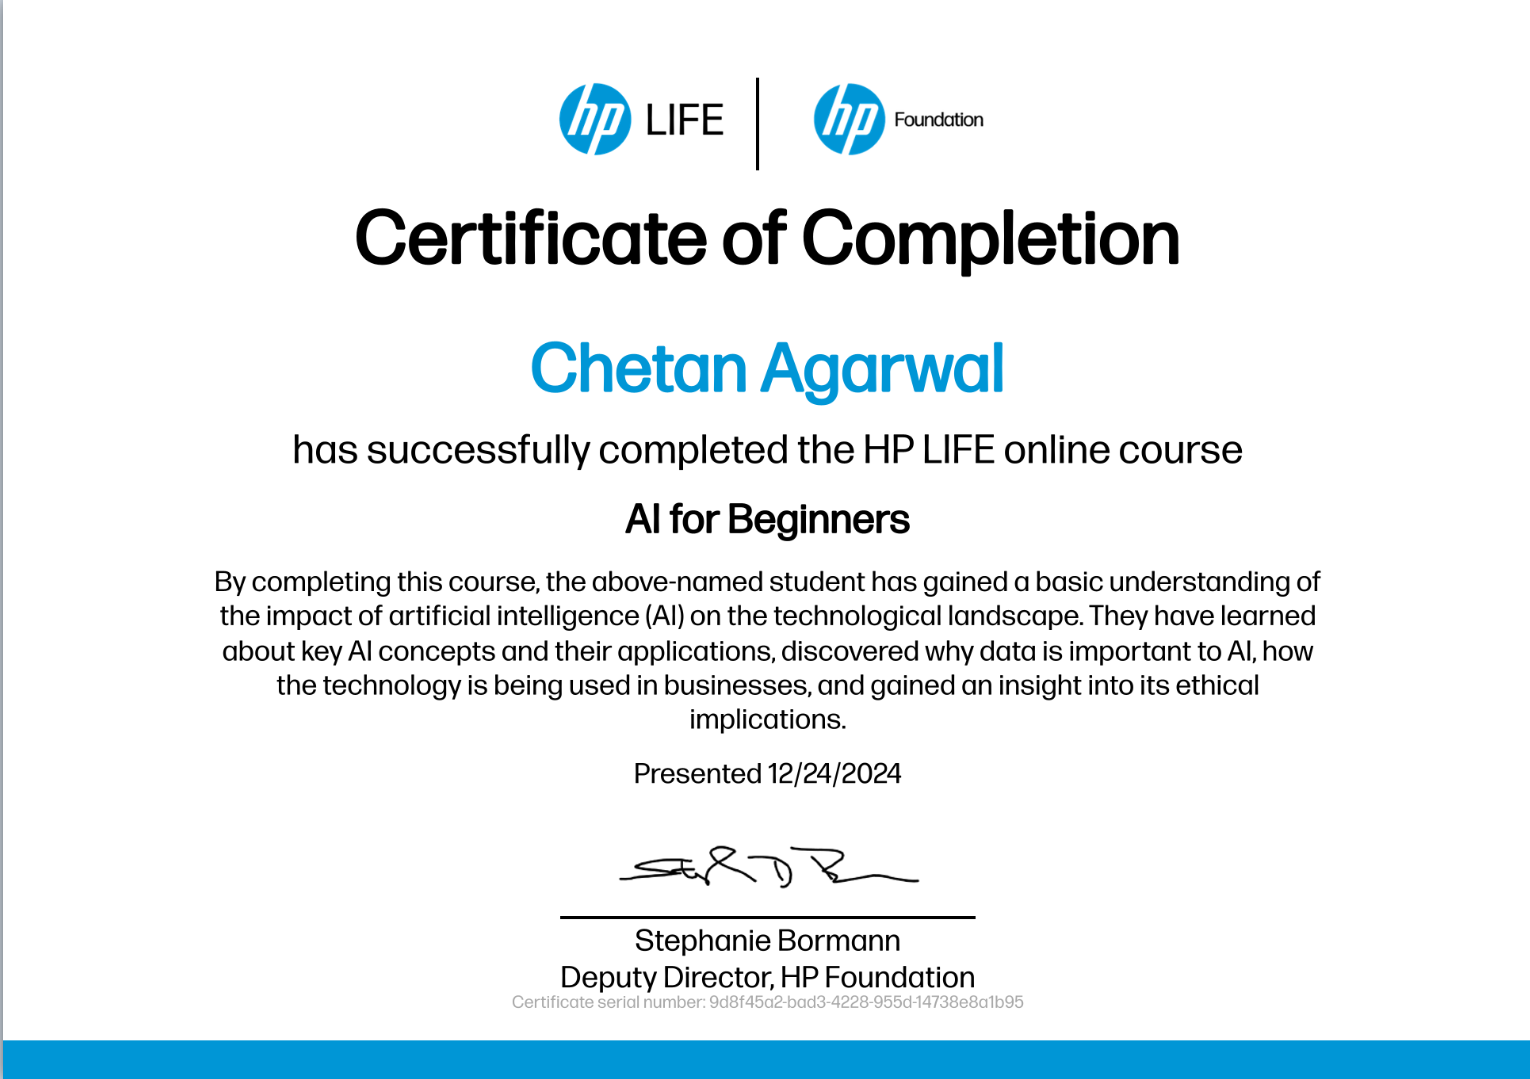 hp LIFE hp Foundation
Certificate of Completion
Chetan Agarwal
has successfully completed the HP LIFE online course
AI for Beginners
By completing this course, the above-named student has gained a basic understanding of
the impact of artificial intelligence (AI) on the technological landscape. They have learned
about key AI concepts and their applications, discovered why data is important to AI, how
the technology is being used in businesses, and gained an insight into its ethical
implications.
Presented 12/24/2024
Stephanie Bormann
Deputy Director, HP Foundation
Certificate serial number: 9d8f45a2-bad3-4228-955d-14738e8a1b95